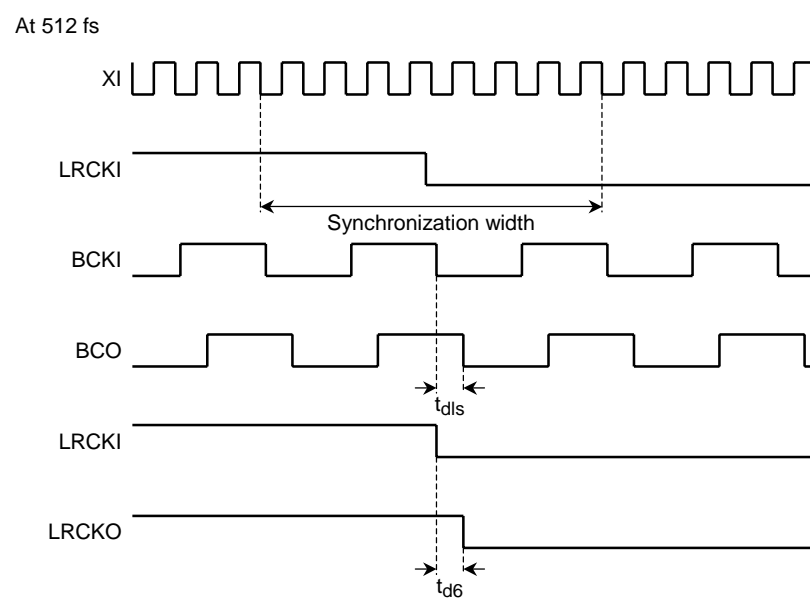 At 512 fs
XI
LRCKI
Synchronization width
BCKI
BCO
tdls
LRCKI
LRCKO
td6